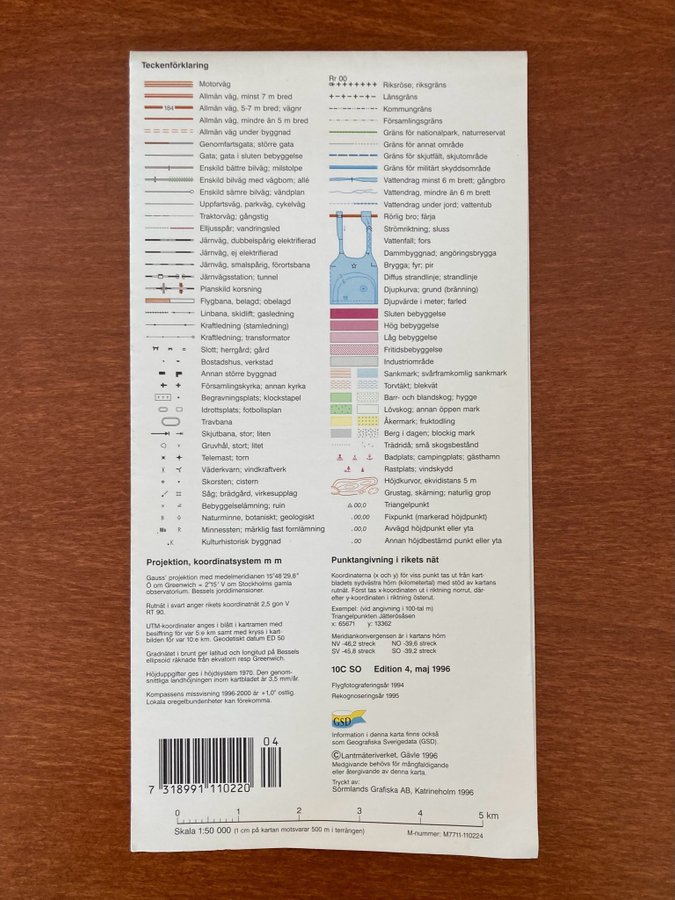 Teckenförklaring
Motorväg
Allmän väg, minst 7 m bred
184
Allmän väg, 5-7 m bred; vägnr
Allmän väg, mindre än 5 m bred
Allmän väg under byggnad
Genomfartsgata; större gata
Gata; gata i sluten bebyggelse
Enskild bättre bilväg; misslyckad
Enskild bilväg med vägbom; allé
Enskild sämre bilväg; vändplan
Uppfartsväg, parkväg, cykelväg
Traktorväg; gångstig
Elljusspår; vandringsled
Järnväg, dubbelspårig elektrifierad
Järnväg, ej elektrifierad
Järnväg, smalspårig, förortsbana
Järnvägsstation; tunnel
Planskild korsning
Flygbana, belagd; obelagd
Linbana, skidlift; gasledning
Kraftledning (stamledning)
Kraftledning; transformator
Slott; herrgård; gård
Bostadshus, verkstad
Annan större byggnad
Församlingskyrka; annan kyrka
Begravningsplats; klockstapel
Idrottsplats; fotbollsplan
Travbana
Skjutbana, stor; liten
Gruvhål, stort; litet
Telemast; torn
Väderkvarn; vindkraftverk
Skorsten; cistern
Såg; brädgård, virkesupplag
Bebyggelselämning; ruin
Naturminne, botaniskt; geologiskt
Minnessten; märklig fast fornlämning
Kulturhistorisk byggnad
Rr 00
Riksröse; riksgräns
Länsgräns
Kommungräns
Församlingsgräns
Gräns för nationalpark, naturreservat
Gräns för annat område
Gräns för skjutfält, skjutområde
Gräns för militärt skyddsområde
Vattendrag minst 6 m brett; gångbro
Vattendrag, mindre än 6 m brett
Vattendrag under jord; vattentub
Rörlig bro; färja
Strömriktning; sluss
Vattenfall; fors
Dammbyggnad; angöringsbrygga
Brygga; fyr; pir
Diffus strandlinje; strandlinje
Djupkurva; grund (bränning)
Djupvärde i meter; farled
Sluten bebyggelse
Hög bebyggelse
Låg bebyggelse
Fritidsbebyggelse
Industriområde
Sankmark; svårframkomlig sankmark
Torvtäkt; blekvät
Barr- och blandskog; hygge
Lövskog; annan öppen mark
Åkermark; fruktodling
Berg i dagen; blockig mark
Trädridå; små skogsbestånd
Badplats; campingplats; gästhamn
Rastplats; vindskydd
Höjdkurvor, ekvidistans 5 m
Grustag, skärning; naturlig grop
00,0 Triangelpunkt
.00,00 Fixpunkt (markerad höjdpunkt)
.00,0 Avvägd höjdpunkt eller yta
.00 Annan höjdbestämd punkt eller yta
Projektion, koordinatsystem m m
Gauss' projektion med medelmeridianen 15°48'29,8"
Ö om Greenwich = 2°15' V om Stockholms gamla
observatorium. Bessels jorddimensioner.
Rutnät i svart anger rikets koordinatnät 2,5 gon V
RT 90.
UTM-koordinater anges i blått i kartramen med
besiffring för var 5:e km samt med kryss i kart-
bilden för var 10:e km. Geodetiskt datum ED 50
Gradnätet i brunt ger latitud och longitud på Bessels
ellipsoid räknade från ekvatorn resp Greenwich.
Höjduppgifter ges i höjdsystem 1970. Den genom-
snittliga landhöjningen inom kartbladet är 3,5 mm/år.
Kompassens missvisning 1996-2000 är +1,0° ostlig.
Lokala oregelbundenheter kan förekomma.
Punktangivning i rikets nät
Koordinaterna (x och y) för viss punkt tas ut från kart-
bladets sydvästra hörn (kilometertal) med stöd av kartans
rutnät. Först tas x-koordinaten ut i riktning norrut, där-
efter y-koordinaten i riktning österut.
Exempel: (vid angivning i 100-tal m)
Triangelpunkten Jätterösåsen
x: 65671 y: 13362
Meridiankonvergensen är i kartans hörn
NV -46,2 streck NO -39,6 streck
SV -45,8 streck SO -39,2 streck
10C SO Edition 4, maj 1996
Flygfotograferingsår 1994
Rekognoseringsår 1995
GSD
Information i denna karta finns också
som Geografiska Sverigedata (GSD).
©Lantmäteriverket, Gävle 1996
Medgivande behövs för mångfaldigande
eller återgivande av denna karta.
Tryckt av:
Sörmlands Grafiska AB, Katrineholm 1996
04
7 318991 110220
0 1 2 3 4 5 km
Skala 1:50 000 (1 cm på kartan motsvarar 500 m i terrängen)
M-nummer: M7711-110224